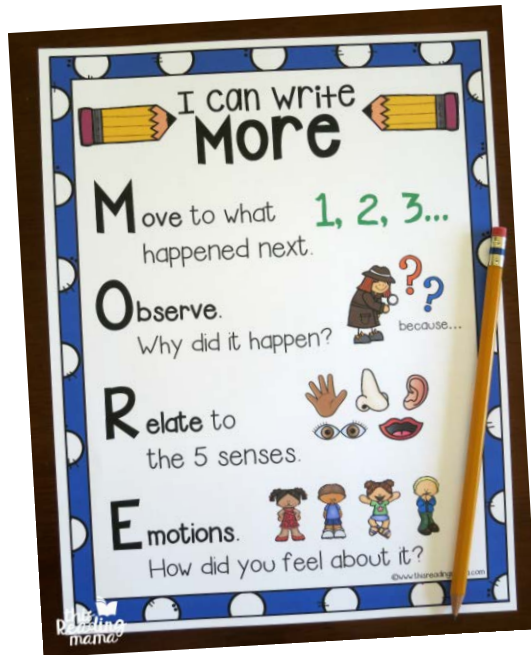 I can write
MORE
Move to what
1, 2, 3...
happened next.
Observe.
? ?
because...
Why did it happen?
Relate to
the 5 senses.
Emotions.
How did you feel about it?
the
Reading
mama